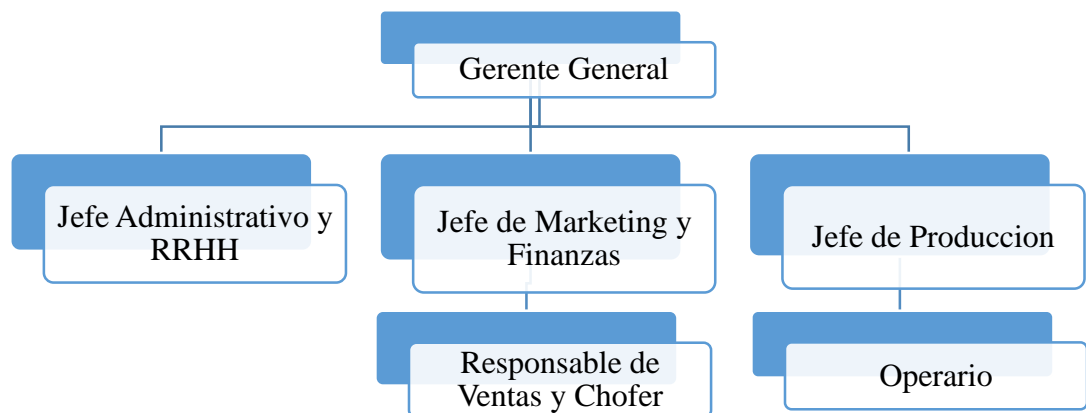 Gerente General
Jefe Administrativo y
RRHH
Jefe de Marketing y
Finanzas
Jefe de Produccion
Responsable de
Ventas y Chofer
Operario